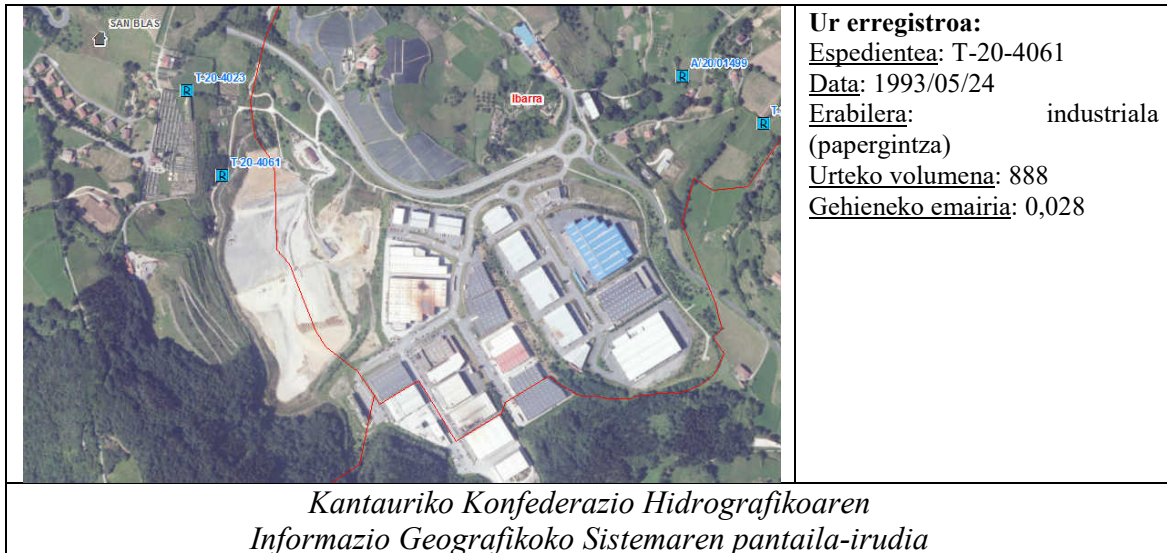 SAN BLAS
T-20-4023
A/20/01499
Ibarra
T-
T-20-4061
R
R
R
R
Ur erregistroa:
Espedientea: T-20-4061
Data: 1993/05/24
Erabilera: industriala
(papergintza)
Urteko volumena: 888
Gehieneko emairia: 0,028
Kantauriko Konfederazio Hidrografikoaren
Informazio Geografikoko Sistemaren pantaila-irudia